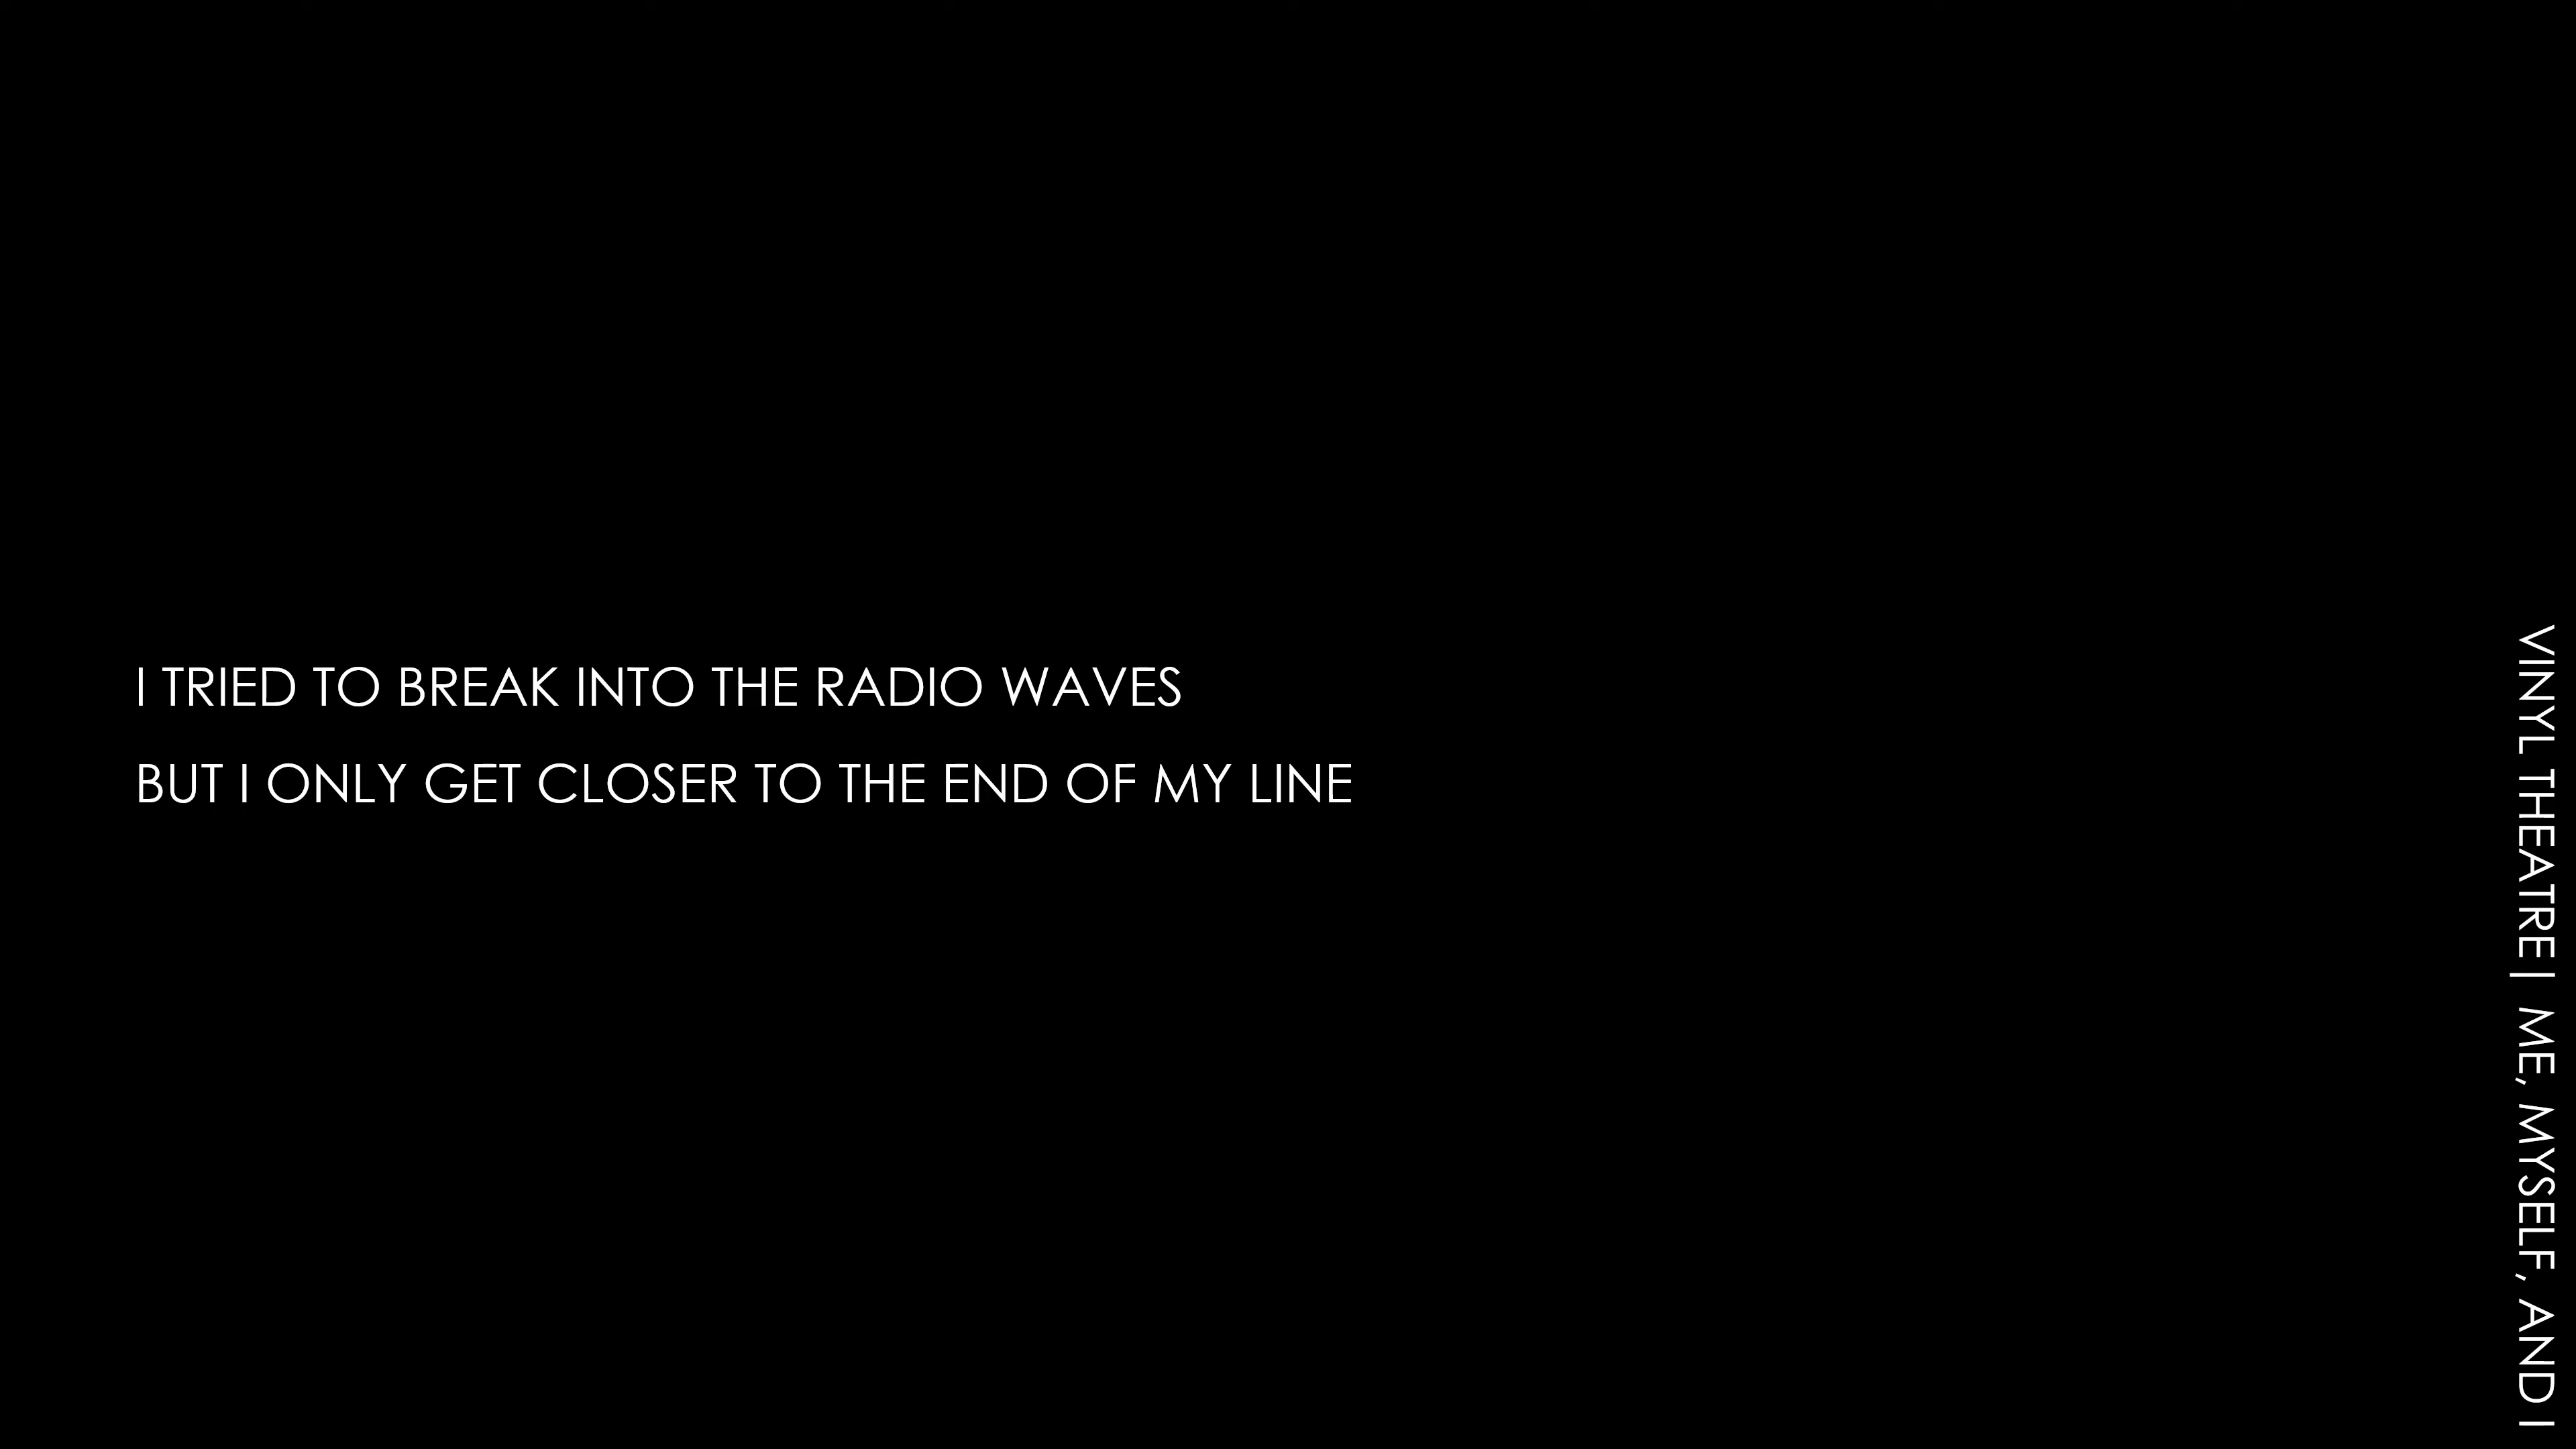 I TRIED TO BREAK INTO THE RADIO WAVES
BUT I ONLY GET CLOSER TO THE END OF MY LINE
VINYL THEATRE| ME, MYSELF, AND I